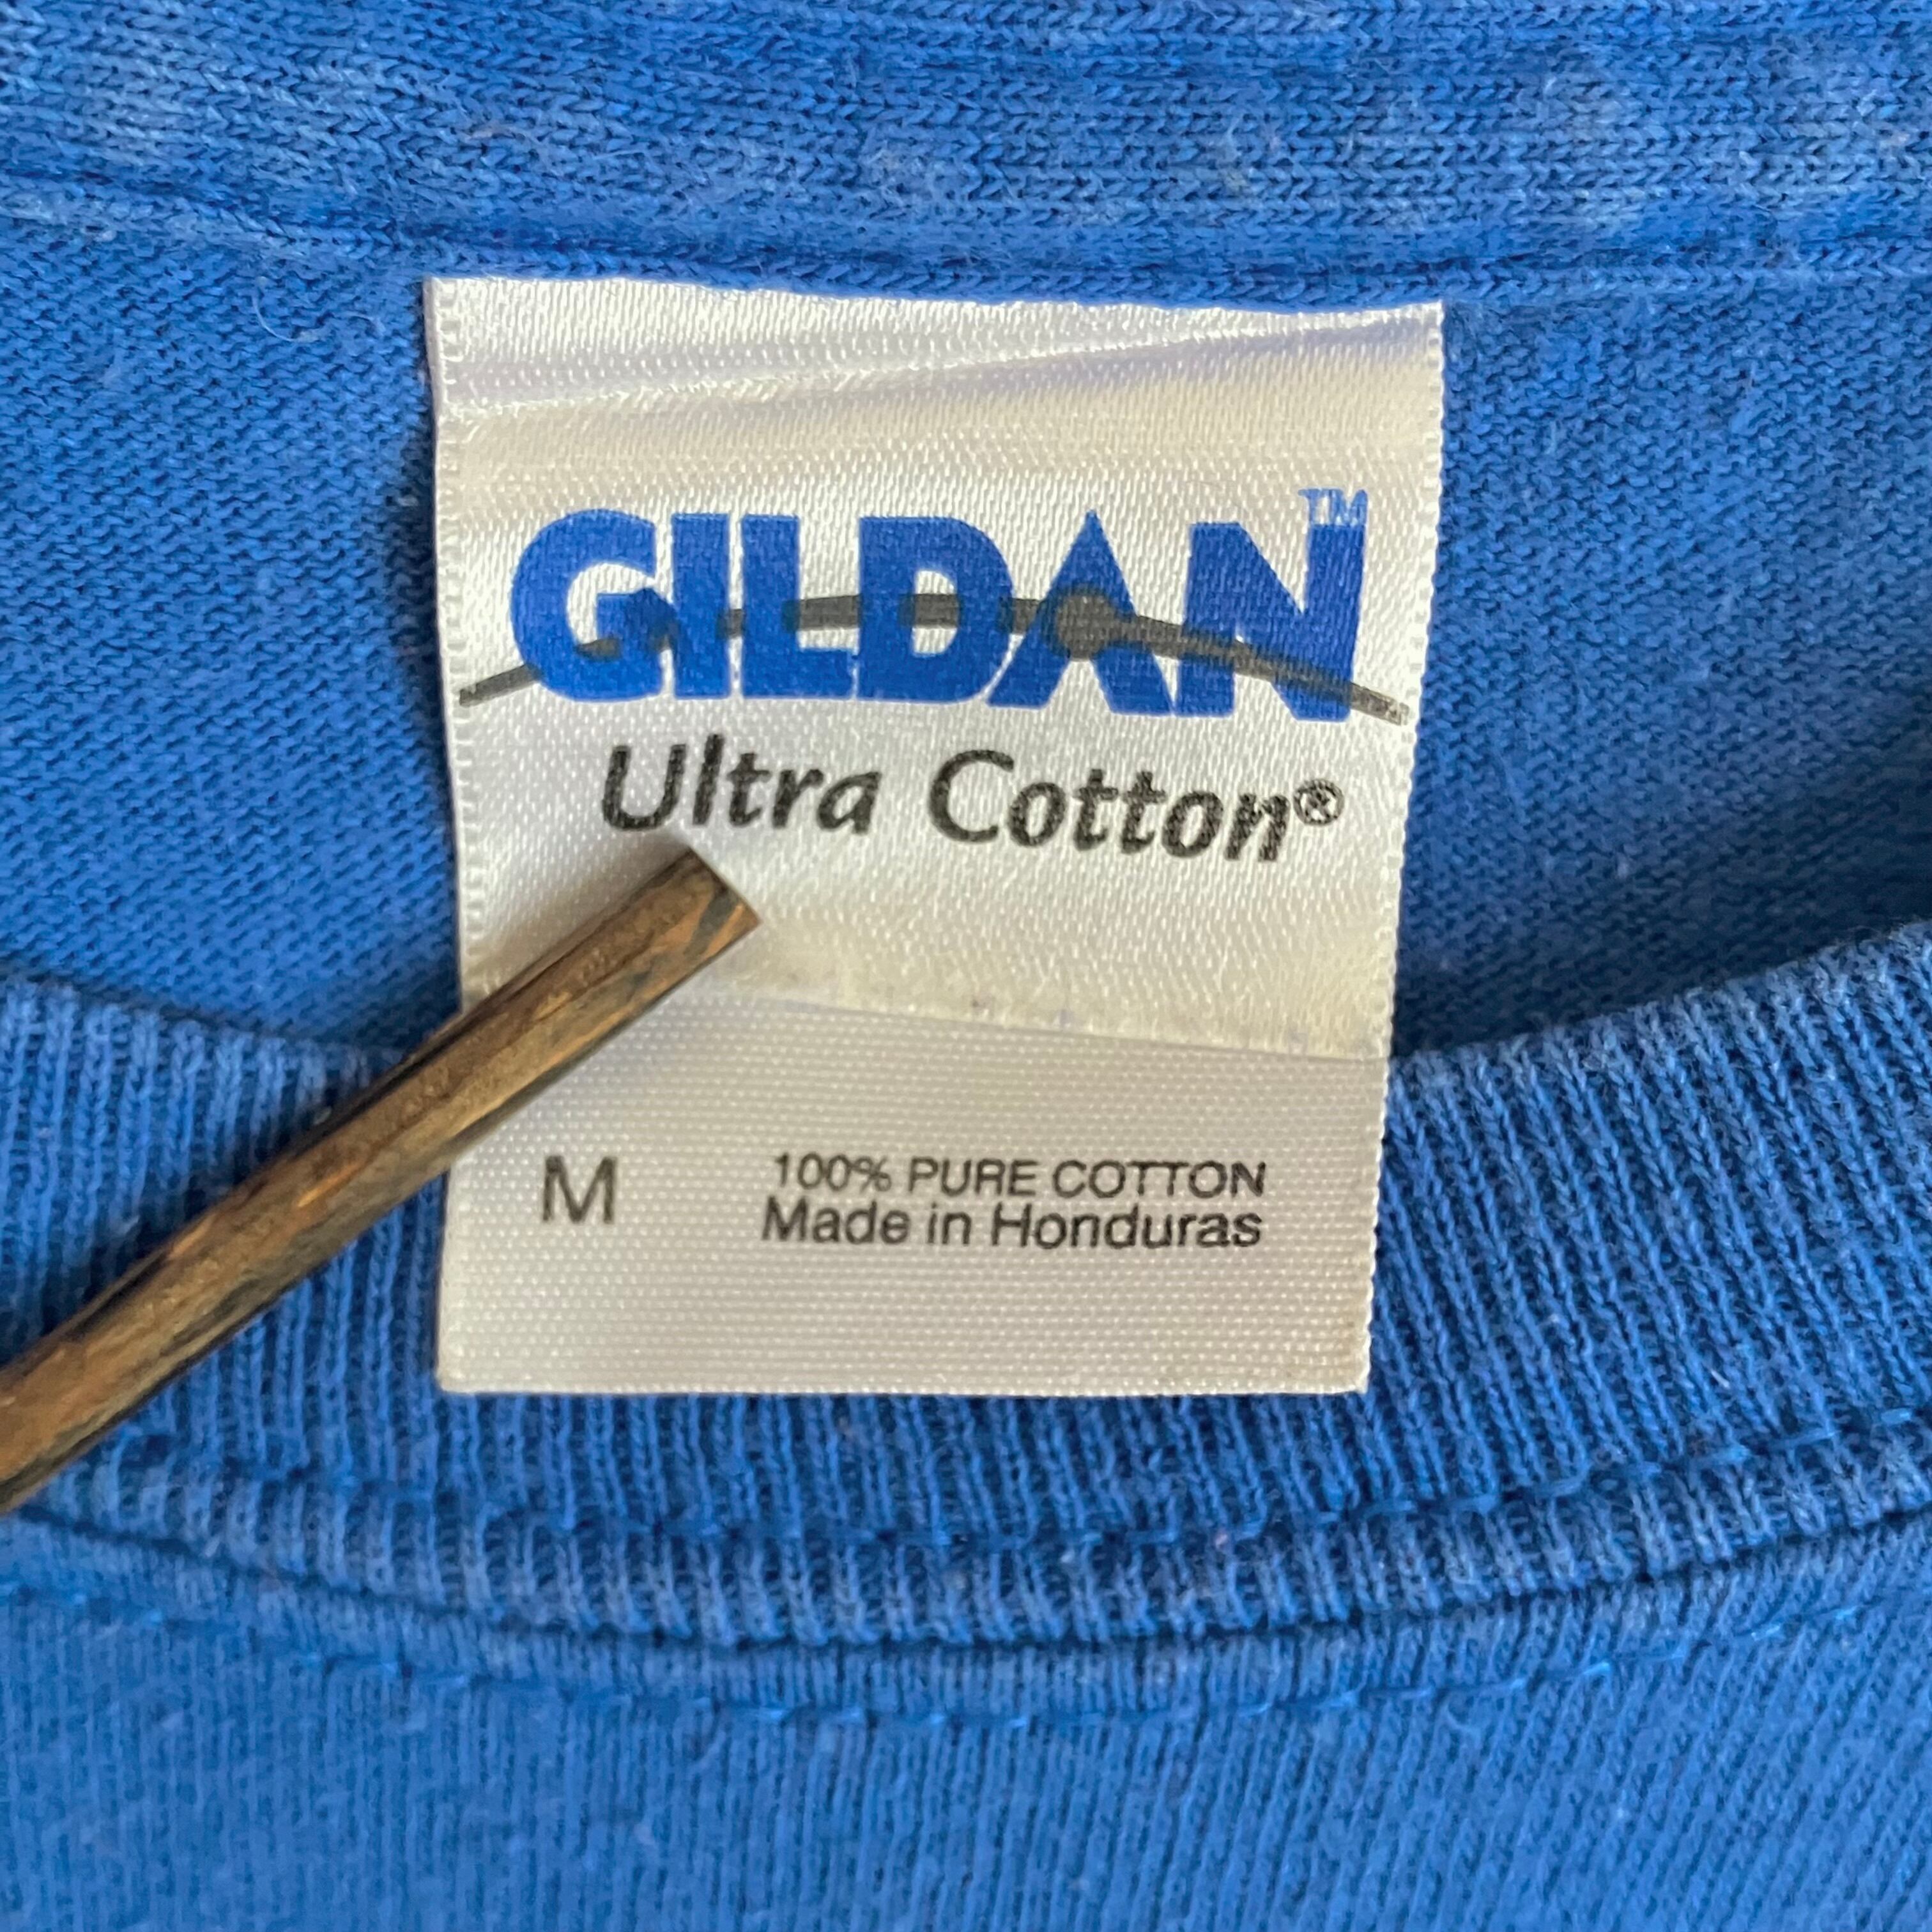 GILDAN™
Ultra Cotton®
M
100% PURE COTTON
Made in Honduras